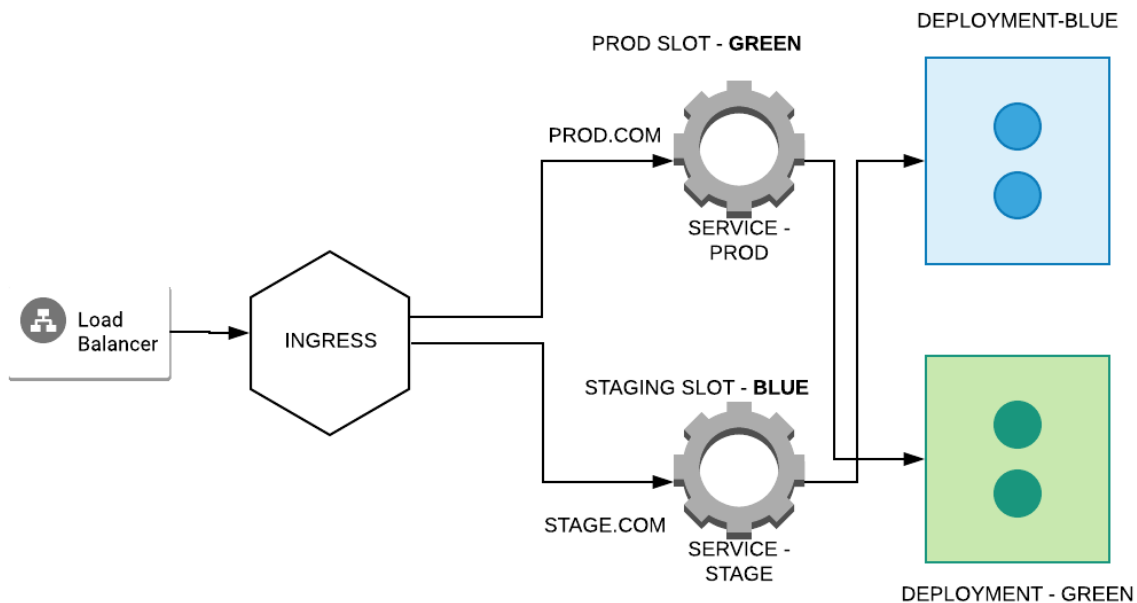 DEPLOYMENT-BLUE
PROD SLOT - GREEN
PROD.COM
SERVICE -
PROD
Load
Balancer
INGRESS
STAGING SLOT - BLUE
STAGE.COM
SERVICE -
STAGE
DEPLOYMENT - GREEN